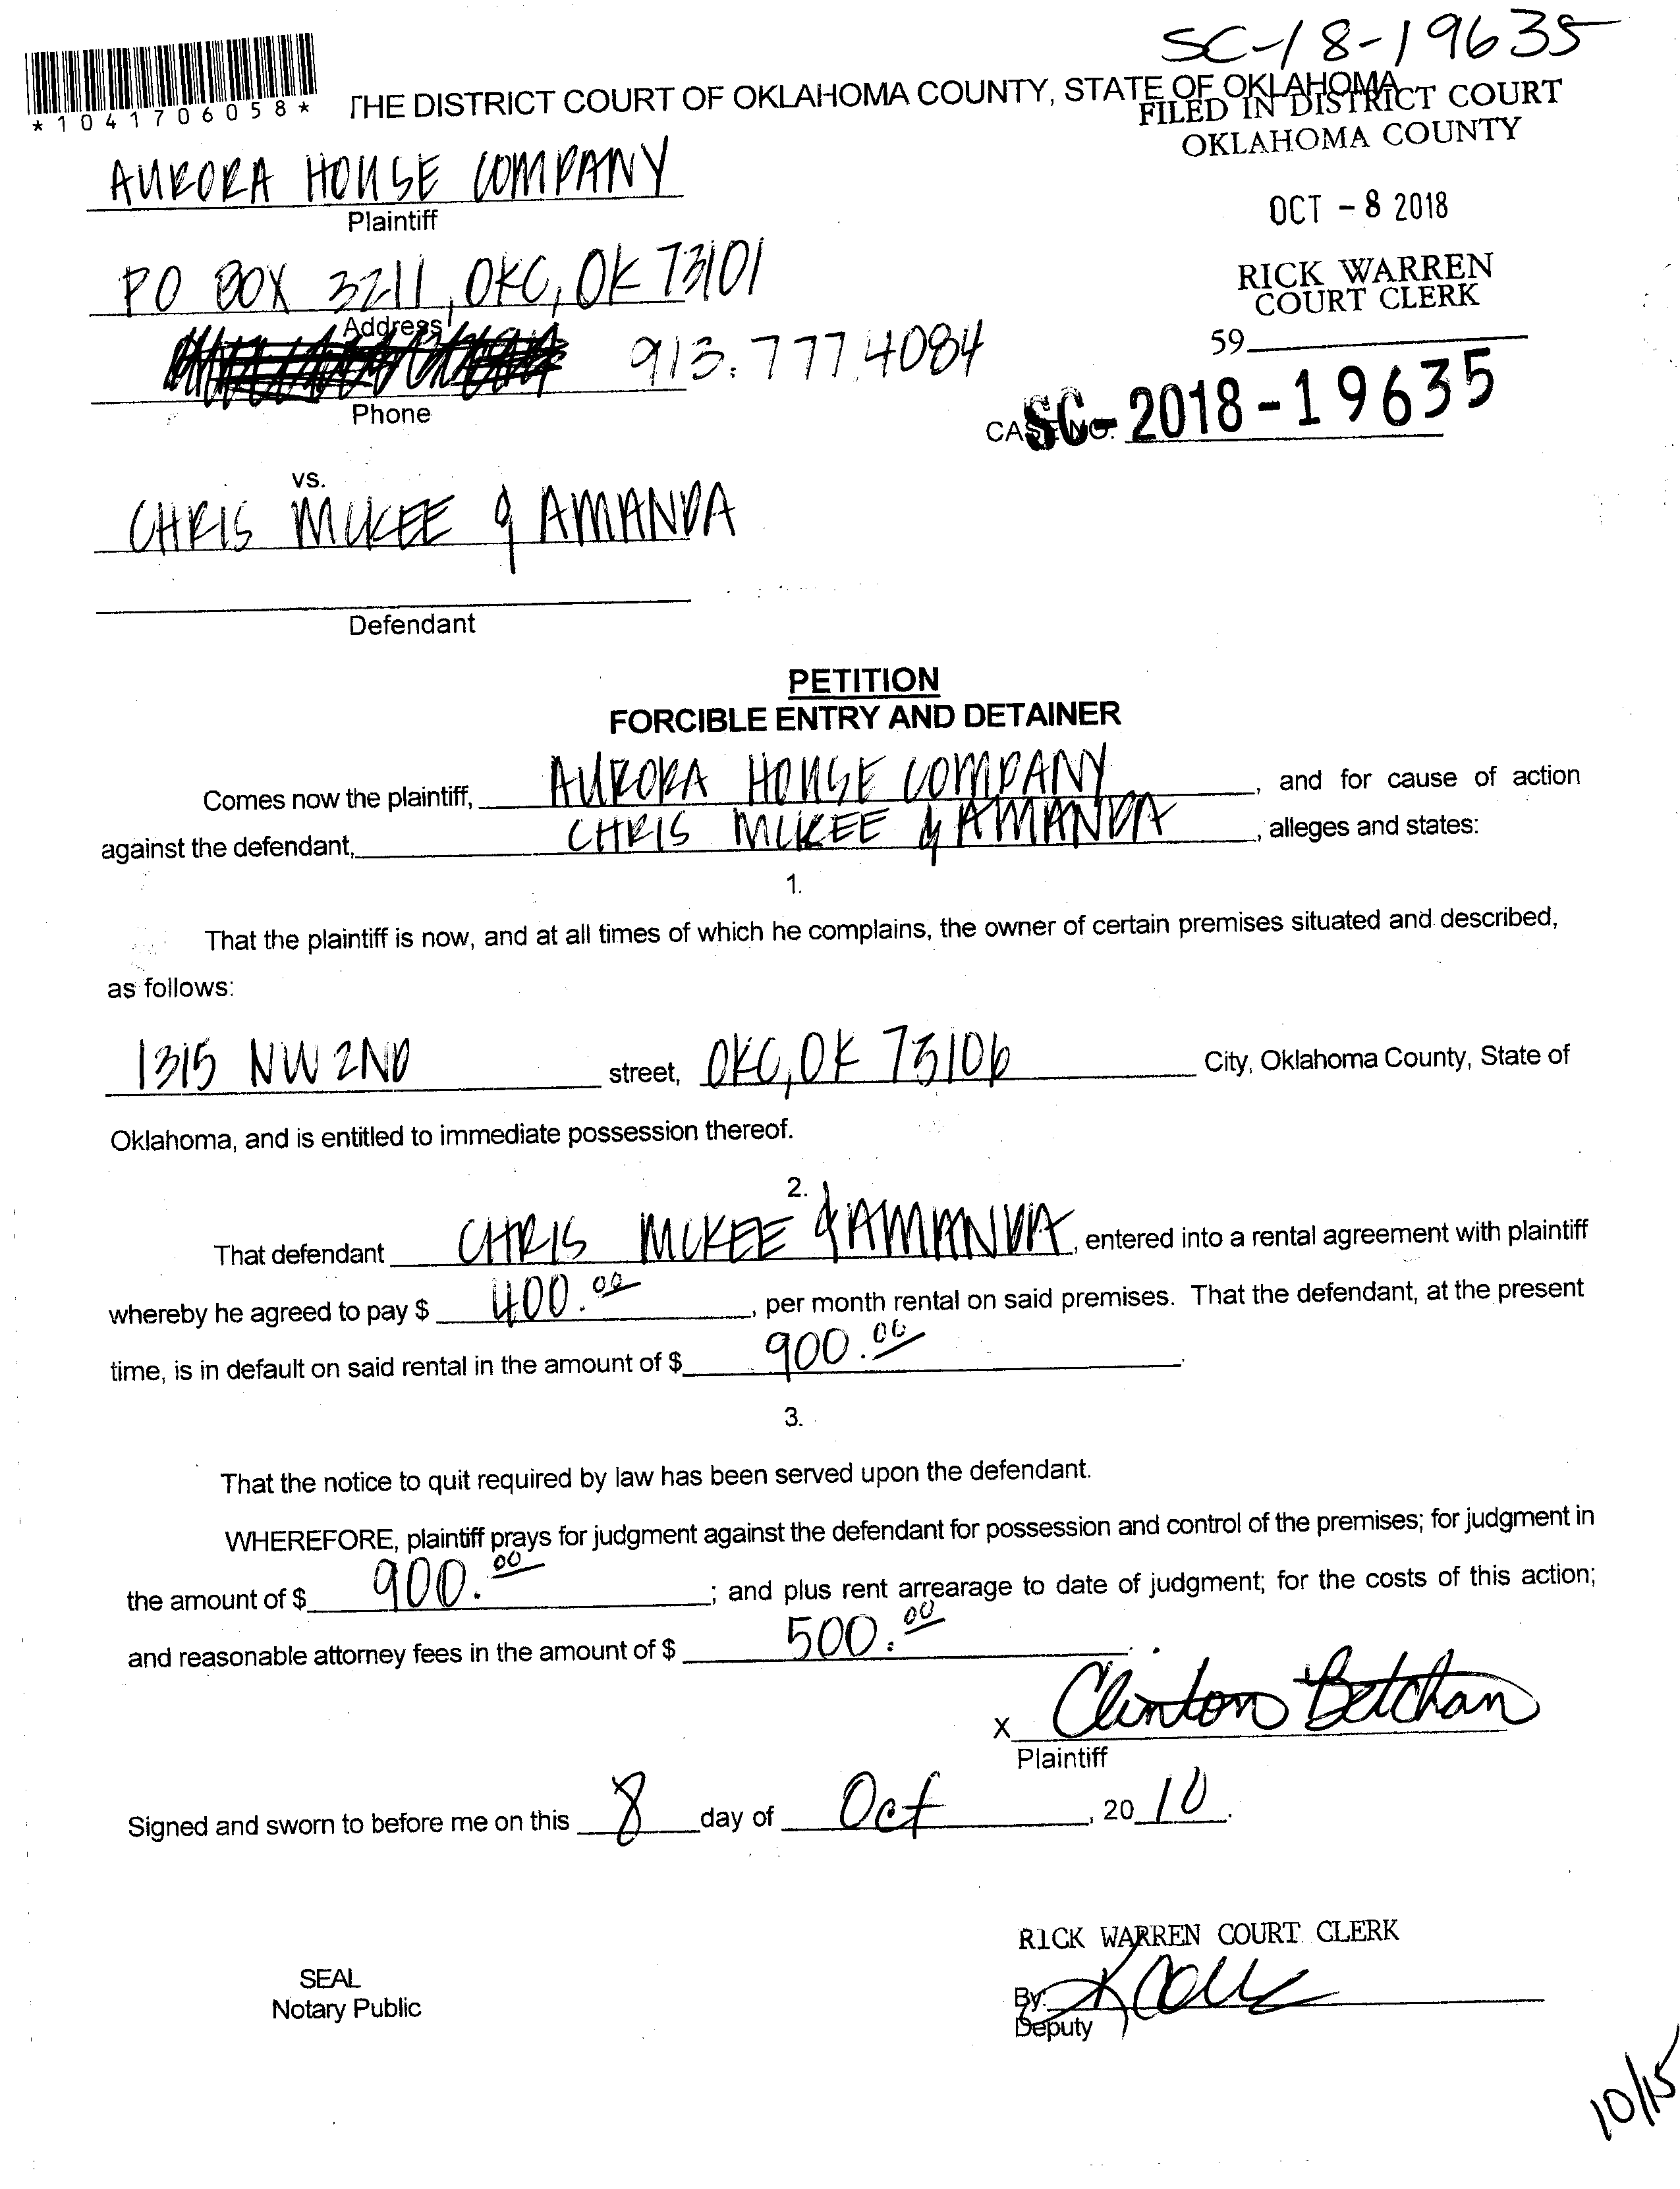 SC-18-19635
*1041706058*
THE DISTRICT COURT OF OKLAHOMA COUNTY, STATE OF OKLAHOMA
FILED IN DISTRICT COURT
OKLAHOMA COUNTY
AURORA HOUSE COMPANY
Plaintiff
OCT - 8 2018
PO BOX 3211, OKC, OK 73101
Address
RICK WARREN
COURT CLERK
59
913.777.4084
Phone
CASE NO. SC-2018-19635
vs.
CHRIS MCKEE & AMANDA
Defendant
PETITION
FORCIBLE ENTRY AND DETAINER
Comes now the plaintiff, AURORA HOUSE COMPANY, and for cause of action
against the defendant, CHRIS MCKEE & AMANDA, alleges and states:
1.
That the plaintiff is now, and at all times of which he complains, the owner of certain premises situated and described,
as follows:
1315 NW 2ND street, OKC, OK 73106 City, Oklahoma County, State of
Oklahoma, and is entitled to immediate possession thereof.
2.
That defendant CHRIS MCKEE & AMANDA, entered into a rental agreement with plaintiff
whereby he agreed to pay $ 400.00, per month rental on said premises. That the defendant, at the present
time, is in default on said rental in the amount of $ 900.00.
3.
That the notice to quit required by law has been served upon the defendant.
WHEREFORE, plaintiff prays for judgment against the defendant for possession and control of the premises; for judgment in
the amount of $ 900.00; and plus rent arrearage to date of judgment; for the costs of this action;
and reasonable attorney fees in the amount of $ 500.00.
X Clinton Betchan
Plaintiff
Signed and sworn to before me on this 8 day of Oct, 20 18.
RICK WARREN COURT CLERK
SEAL
Notary Public
By:
Deputy
10/15